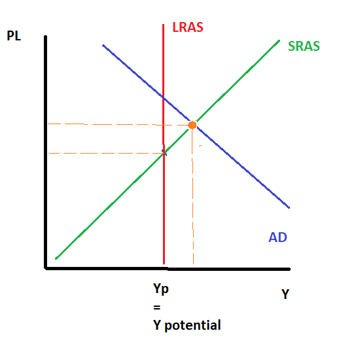 LRAS
PL
SRAS
AD
Yp
Y
=
Y potential